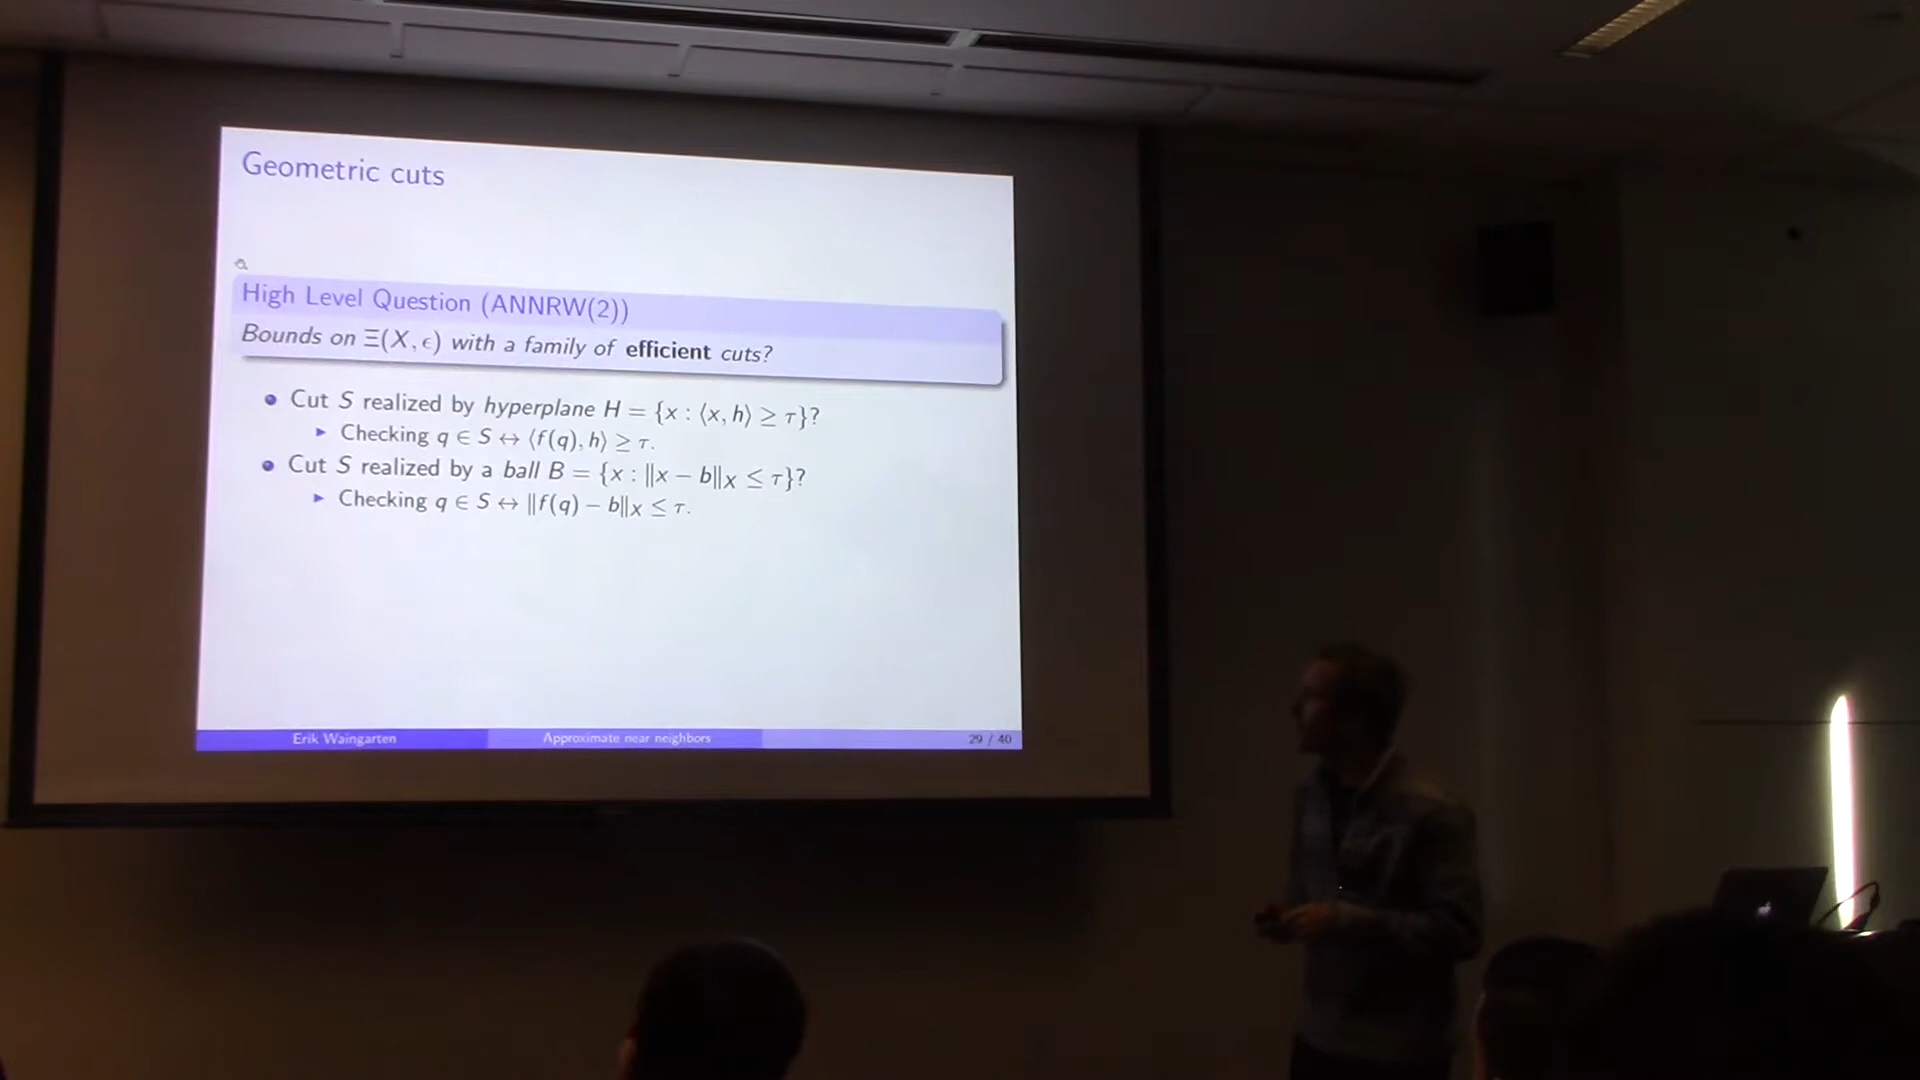 Geometric cuts
a
High Level Question (ANNRW(2))
Bounds on Ξ(X, ϵ) with a family of efficient cuts?
• Cut S realized by hyperplane H = {x : ⟨x, h⟩ ≥ τ}?
▶ Checking q ∈ S ↔ ⟨f(q), h⟩ ≥ τ.
• Cut S realized by a ball B = {x : ‖x − b‖X ≤ τ}?
▶ Checking q ∈ S ↔ ‖f(q) − b‖X ≤ τ.
Erik Waingarten Approximate near neighbors 29 / 40